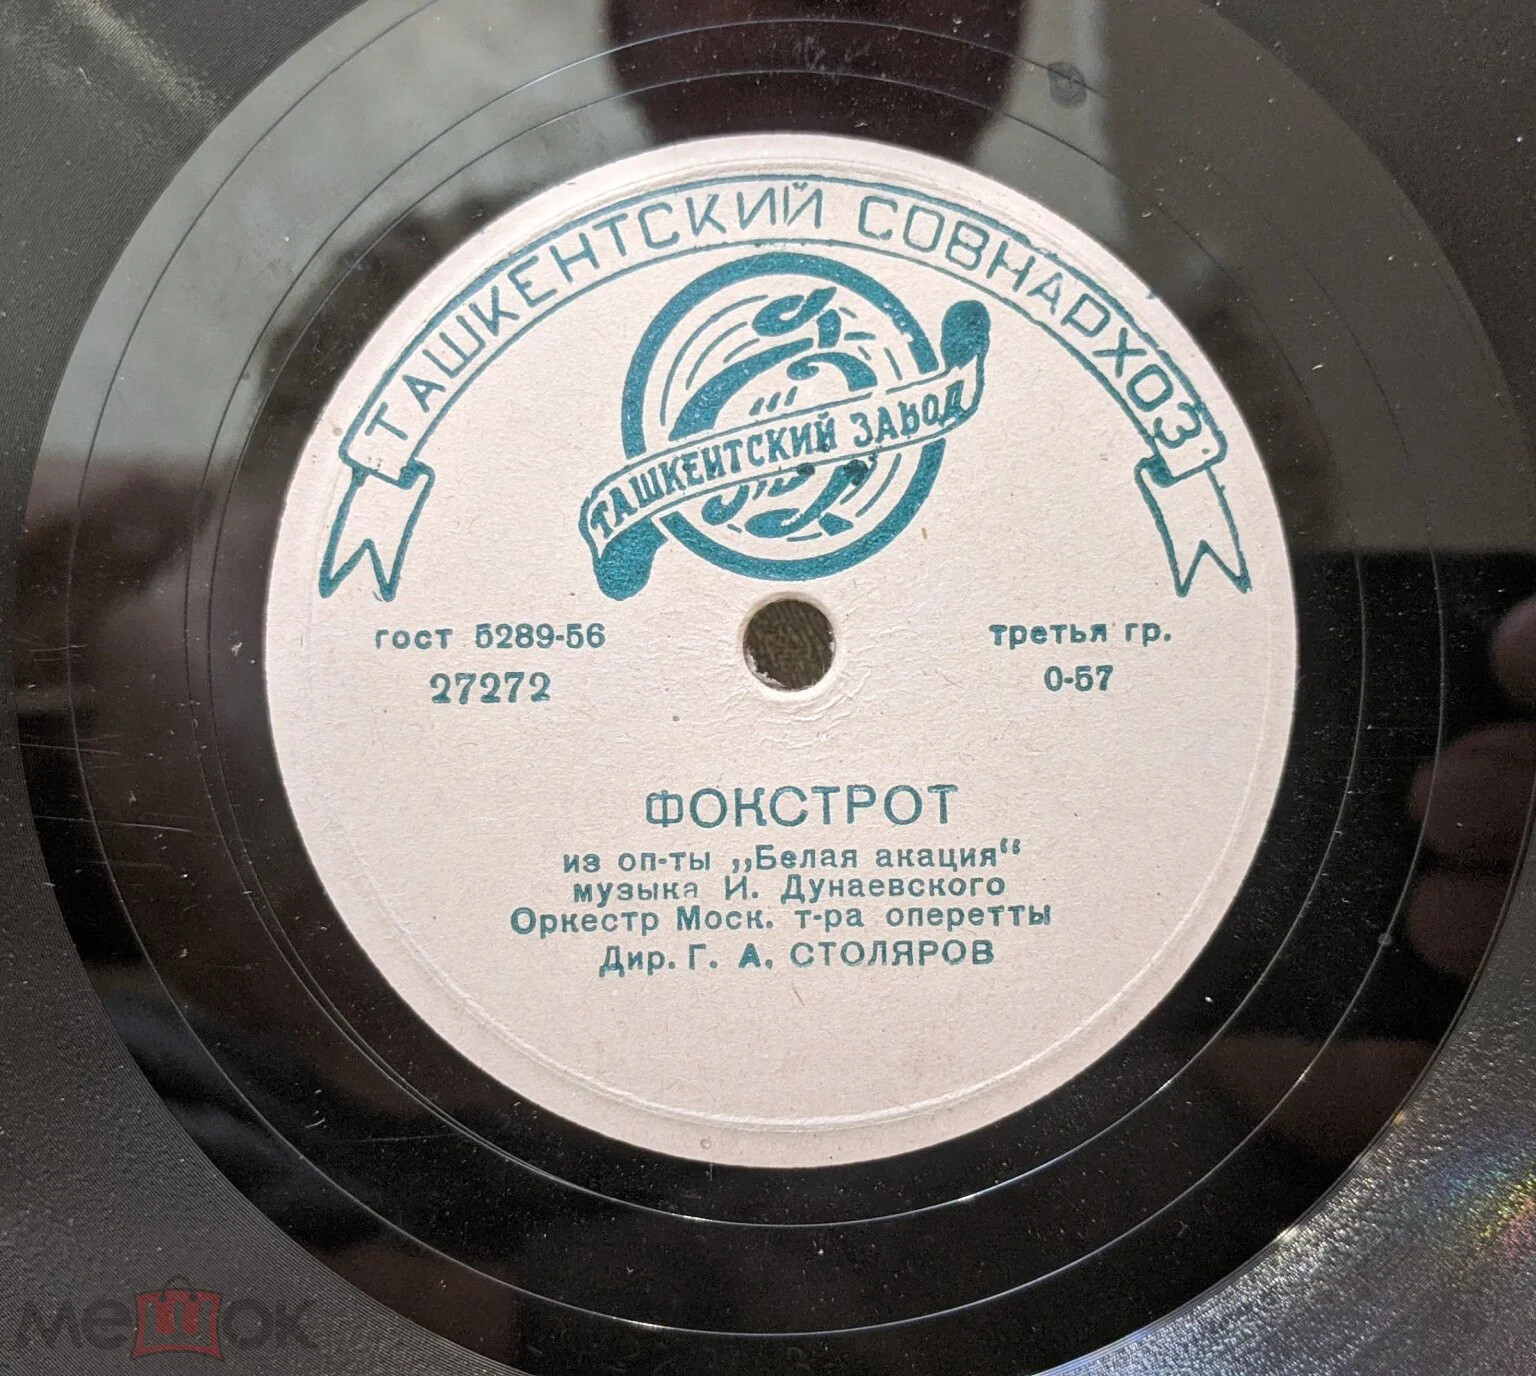 ТАШКЕНТСКИЙ СОВНАРХОЗ
ТАШКЕНТСКИЙ ЗАВОД
гост 5289-56
27272
третья гр.
0-57
ФОКСТРОТ
из оп-ты „Белая акация“
музыка И. Дунаевского
Оркестр Моск. т-ра оперетты
Дир. Г. А. СТОЛЯРОВ
мешок